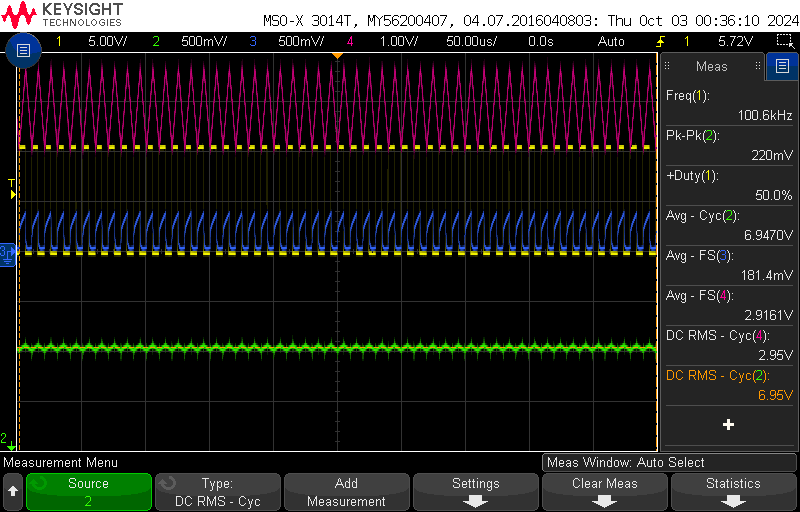 KEYSIGHT
TECHNOLOGIES
MSO-X 3014T, MY56200407, 04.07.2016040803: Thu Oct 03 00:36:10 2024
1 5.00V/ 2 500mV/ 3 500mV/ 4 1.00V/ 50.00us/ 0.0s Auto 1 5.72V
Meas
Freq(1):
100.6kHz
Pk-Pk(2):
220mV
+Duty(1):
50.0%
Avg - Cyc(2):
6.9470V
Avg - FS(3):
181.4mV
Avg - FS(4):
2.9161V
DC RMS - Cyc(4):
2.95V
DC RMS - Cyc(2):
6.95V
+
T
3
2
Measurement Menu
Meas Window: Auto Select
Source
2
Type:
DC RMS - Cyc
Add
Measurement
Settings
Clear Meas
Statistics